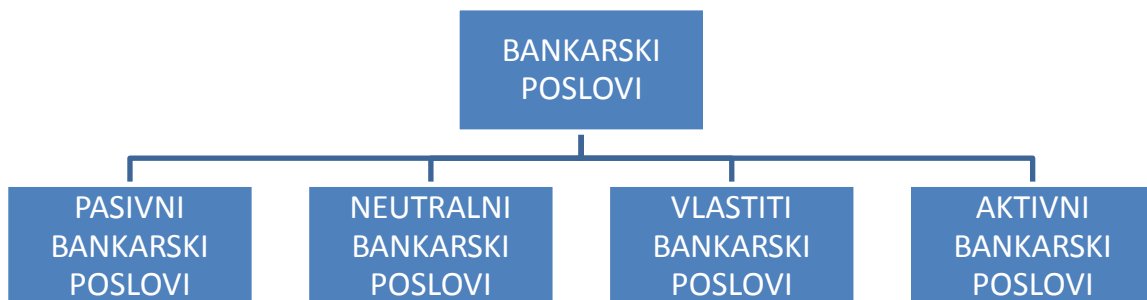 BANKARSKI
POSLOVI
PASIVNI
BANKARSKI
POSLOVI
NEUTRALNI
BANKARSKI
POSLOVI
VLASTITI
BANKARSKI
POSLOVI
AKTIVNI
BANKARSKI
POSLOVI